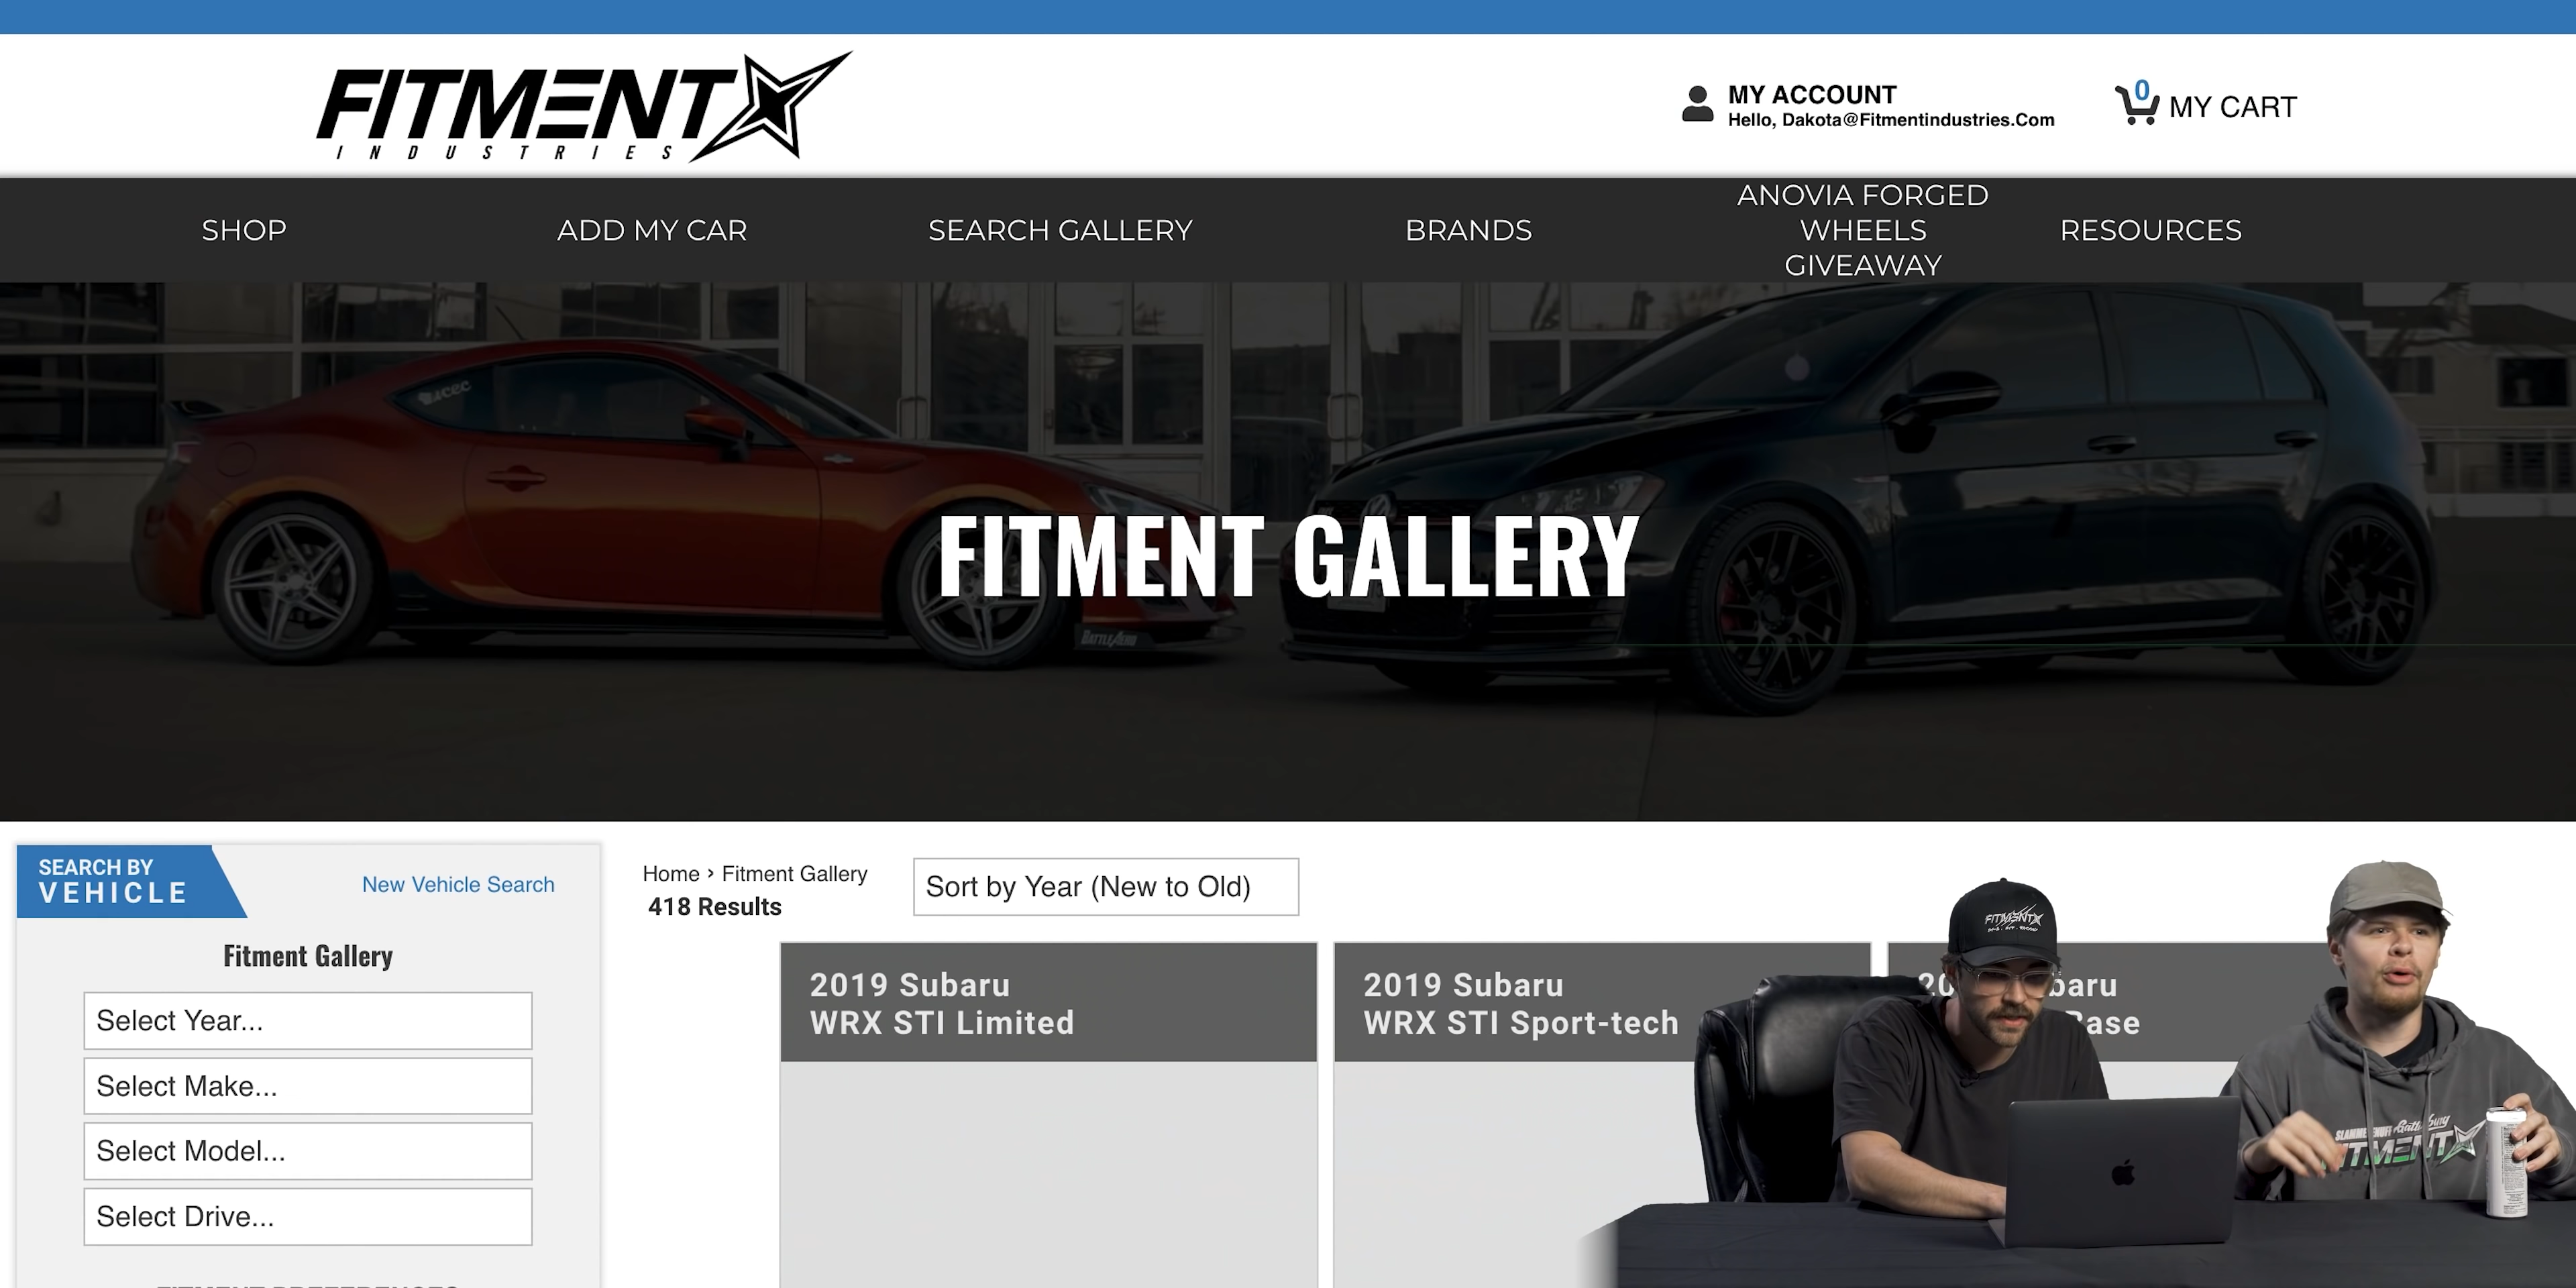 FITMENT
INDUSTRIES
MY ACCOUNT
Hello, Dakota@Fitmentindustries.Com
0
MY CART
SHOP
ADD MY CAR
SEARCH GALLERY
BRANDS
ANOVIA FORGED
WHEELS
GIVEAWAY
RESOURCES
BATTLE AERO
FITMENT GALLERY
SEARCH BY
VEHICLE
New Vehicle Search
Home › Fitment Gallery
418 Results
Sort by Year (New to Old)
Fitment Gallery
Select Year...
Select Make...
Select Model...
Select Drive...
2019 Subaru
WRX STI Limited
2019 Subaru
WRX STI Sport-tech
FITMENT